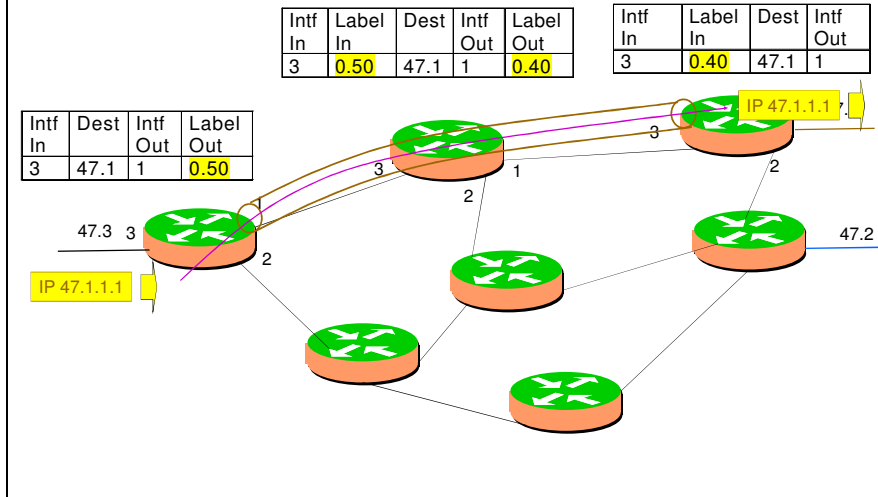 Intf In Label In Dest Intf Out Label Out
3 0.50 47.1 1 0.40
Intf In Label In Dest Intf Out
3 0.40 47.1 1
Intf In Dest Intf Out Label Out
3 47.1 1 0.50
IP 47.1.1.1
3
3
1
2
2
1
47.3 3
2
47.2
IP 47.1.1.1